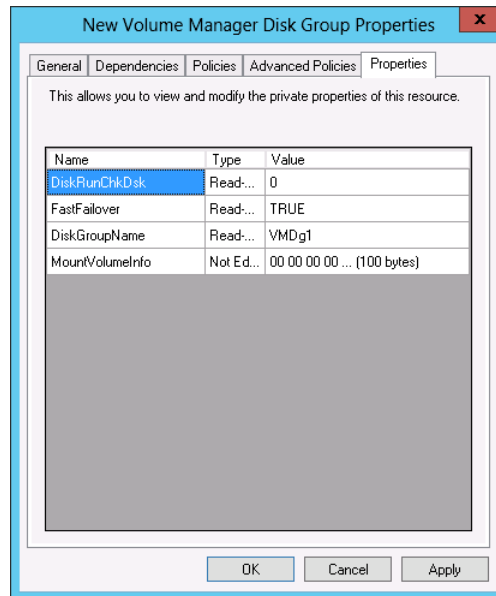 New Volume Manager Disk Group Properties x
General Dependencies Policies Advanced Policies Properties
This allows you to view and modify the private properties of this resource.
Name Type Value
DiskRunChkDsk Read-... 0
FastFailover Read-... TRUE
DiskGroupName Read-... VMDg1
MountVolumeInfo Not Ed... 00 00 00 00 ... (100 bytes)
OK Cancel Apply